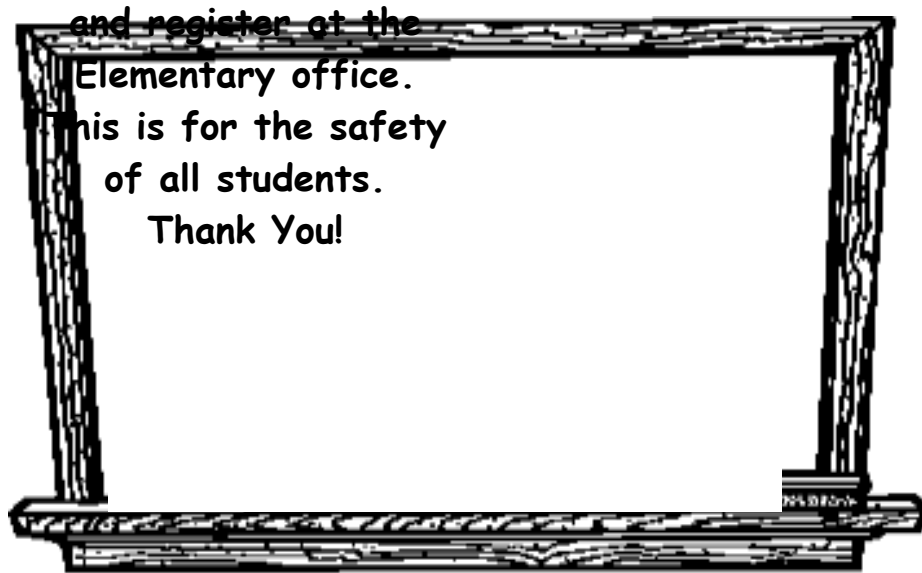 and register at the
Elementary office.
This is for the safety
of all students.
Thank You!